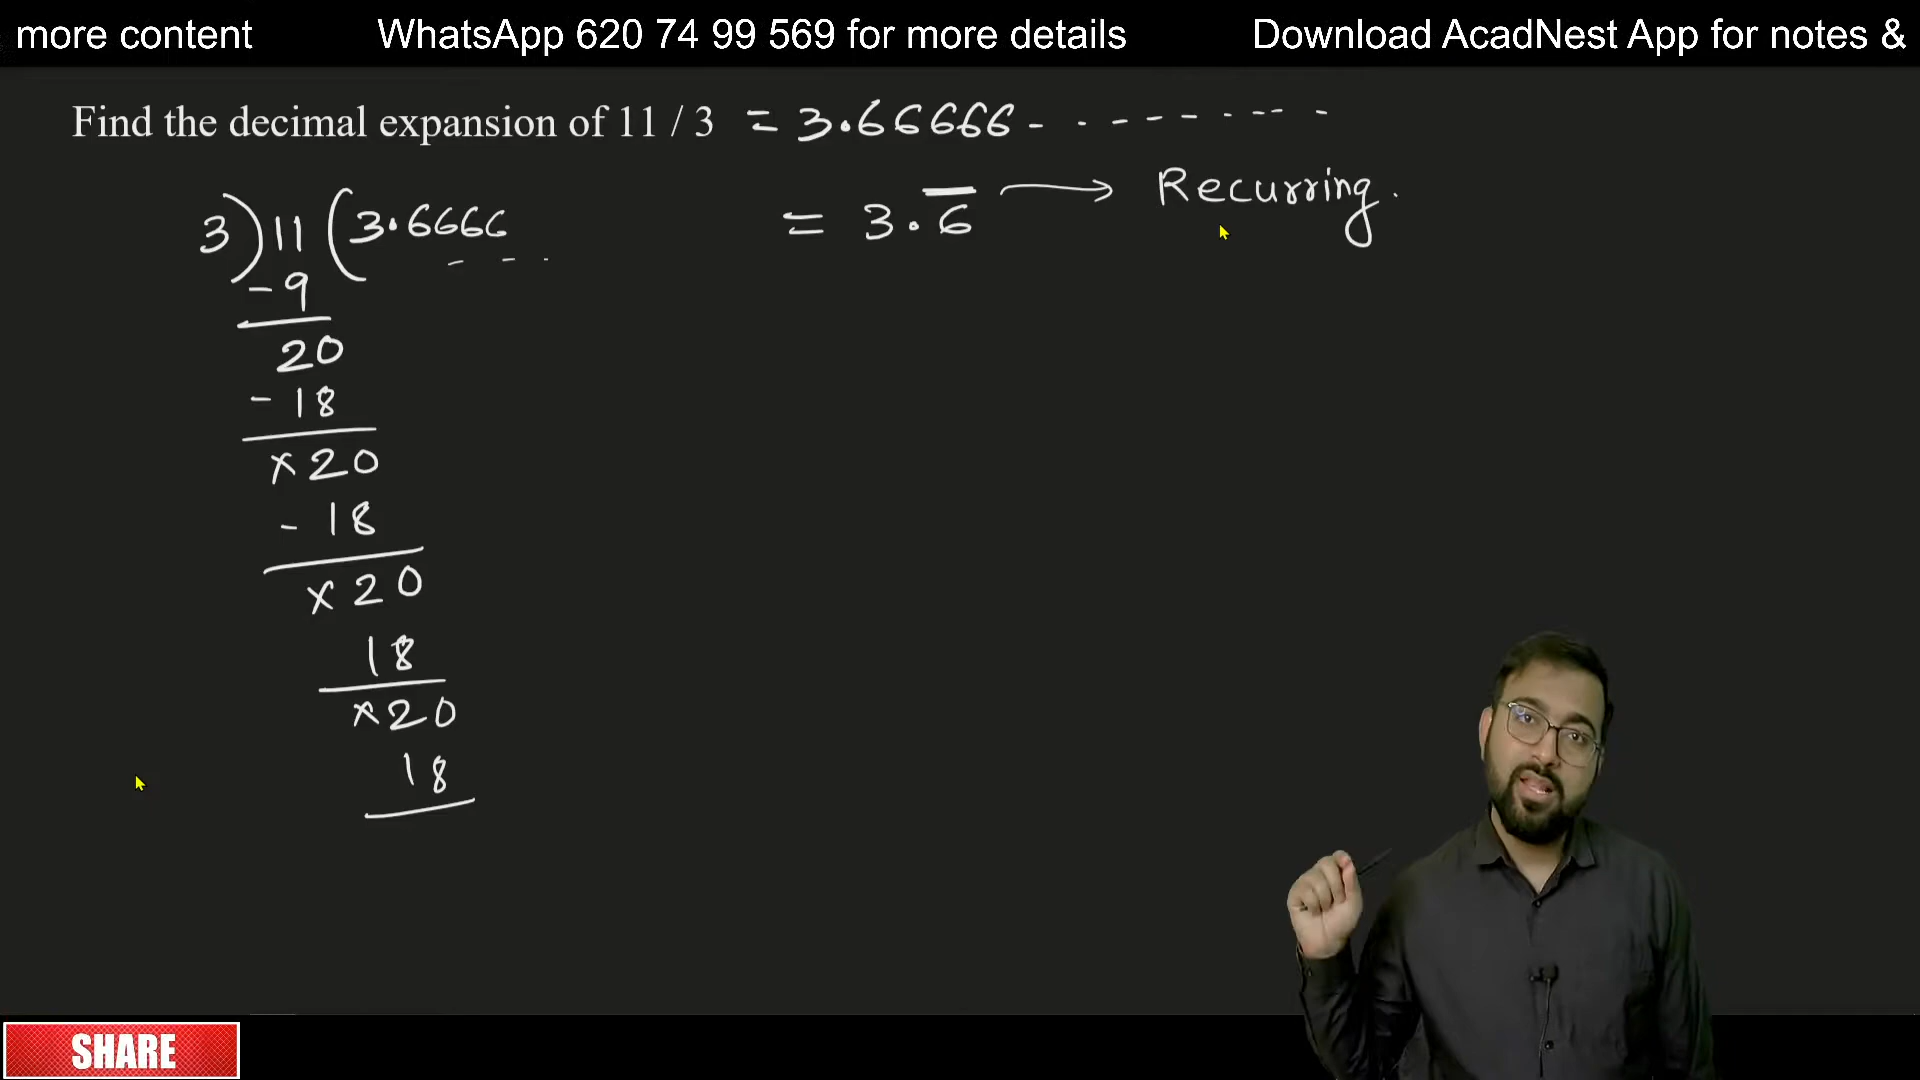 more content WhatsApp 620 74 99 569 for more details Download AcadNest App for notes &
Find the decimal expansion of 11 / 3 = 3.66666- . - - - . - - -
3) 11 (3.6666 - - .
= 3.6̅ → Recurring.
- 9
20
- 18
× 20
- 18
× 20
18
× 20
18
SHARE